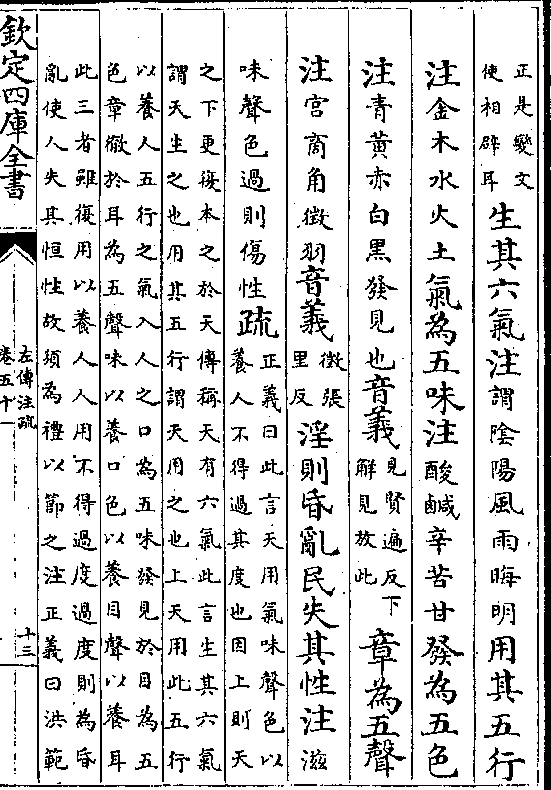 正是變文
使相辟耳
生其六氣注謂陰陽風雨晦明用其五行
注金木水火土氣為五味注酸鹹辛苦甘發為五色
注青黃赤白黑發見也音義
見賢遍反下
解見放此
章為五聲
注宮商角徵羽音義
徵張
里反
淫則昏亂民失其性注滋
味聲色過則傷性疏
正義曰此言天用氣味聲色以
養人不得過其度也因上則天
之下更復本之於天傳稱天有六氣此言生其六氣
謂天生之也用其五行謂天用之也上天用此五行
以養人五行之氣入人之口為五味發見於目為五
色章徹於耳為五聲味以養口色以養目聲以養耳
此三者雖復用以養人人用不得過度過度則為昏
亂使人失其恒性故須為禮以節之注正義曰洪範
欽定四庫全書
左傳注疏
卷五十一
十三